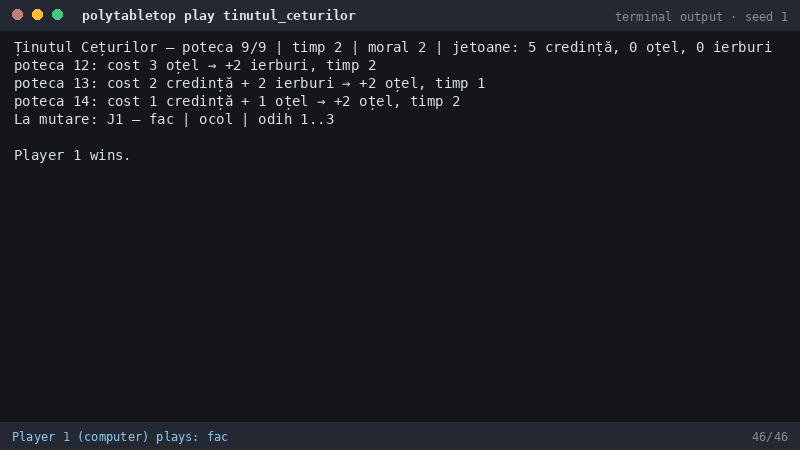 polytabletop play tinutul_ceturilor
terminal output · seed 1
Ținutul Cețurilor — poteca 9/9 | timp 2 | moral 2 | jetoane: 5 credință, 0 oțel, 0 ierburi
poteca 12: cost 3 oțel → +2 ierburi, timp 2
poteca 13: cost 2 credință + 2 ierburi → +2 oțel, timp 1
poteca 14: cost 1 credință + 1 oțel → +2 oțel, timp 2
La mutare: J1 — fac | ocol | odih 1..3
Player 1 wins.
Player 1 (computer) plays: fac
46/46